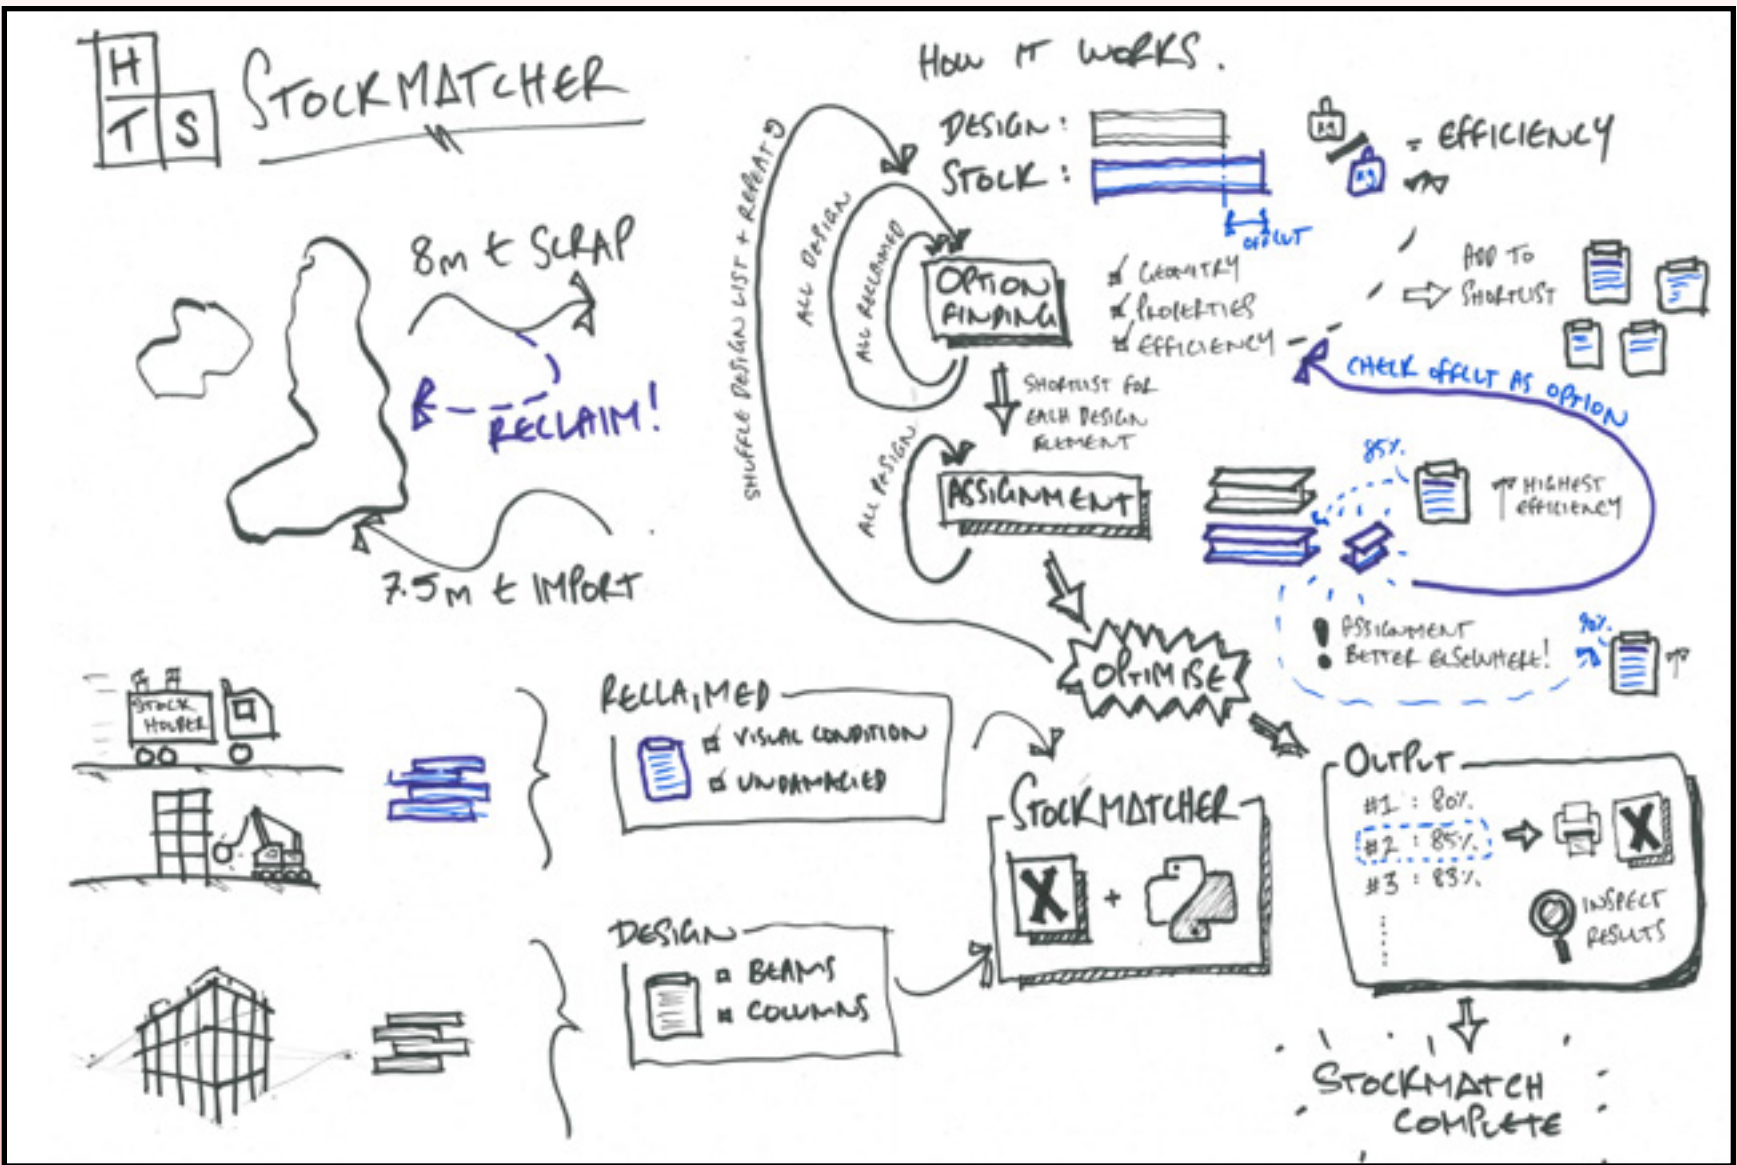 H
T S
STOCKMATCHER
8m t SCRAP
RECLAIM!
7.5m t IMPORT
STOCK
HOLDER
RECLAIMED
VISUAL CONDITION
UNDAMAGED
DESIGN
BEAMS
COLUMNS
HOW IT WORKS.
DESIGN:
STOCK:
OFFCUT
kg
kg
= EFFICIENCY
SHUFFLE DESIGN LIST + REPEAT
ALL DESIGN
ALL RECLAIMED
OPTION
FINDING
GEOMETRY
PROPERTIES
EFFICIENCY
ADD TO
SHORTLIST
SHORTLIST FOR
EACH DESIGN
ELEMENT
CHECK OFFCUT AS OPTION
ALL DESIGN
ASSIGNMENT
85%
HIGHEST
EFFICIENCY
! ASSIGNMENT
BETTER ELSEWHERE!
90%
OPTIMISE
STOCKMATCHER
X +
OUTPUT
#1 : 80%
#2 : 85%
#3 : 83%
X
INSPECT
RESULTS
STOCKMATCH
COMPLETE